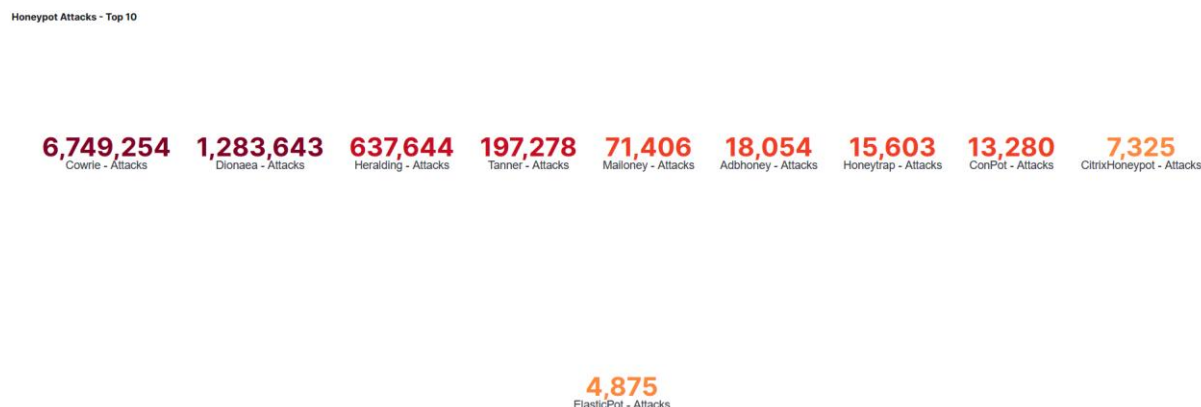 Honeypot Attacks - Top 10
6,749,254 1,283,643 637,644 197,278 71,406 18,054 15,603 13,280 7,325
Cowrie - Attacks Dionaea - Attacks Heralding - Attacks Tanner - Attacks Mailoney - Attacks Adbhoney - Attacks Honeytrap - Attacks ConPot - Attacks CitrixHoneypot - Attacks
4,875
ElasticPot - Attacks